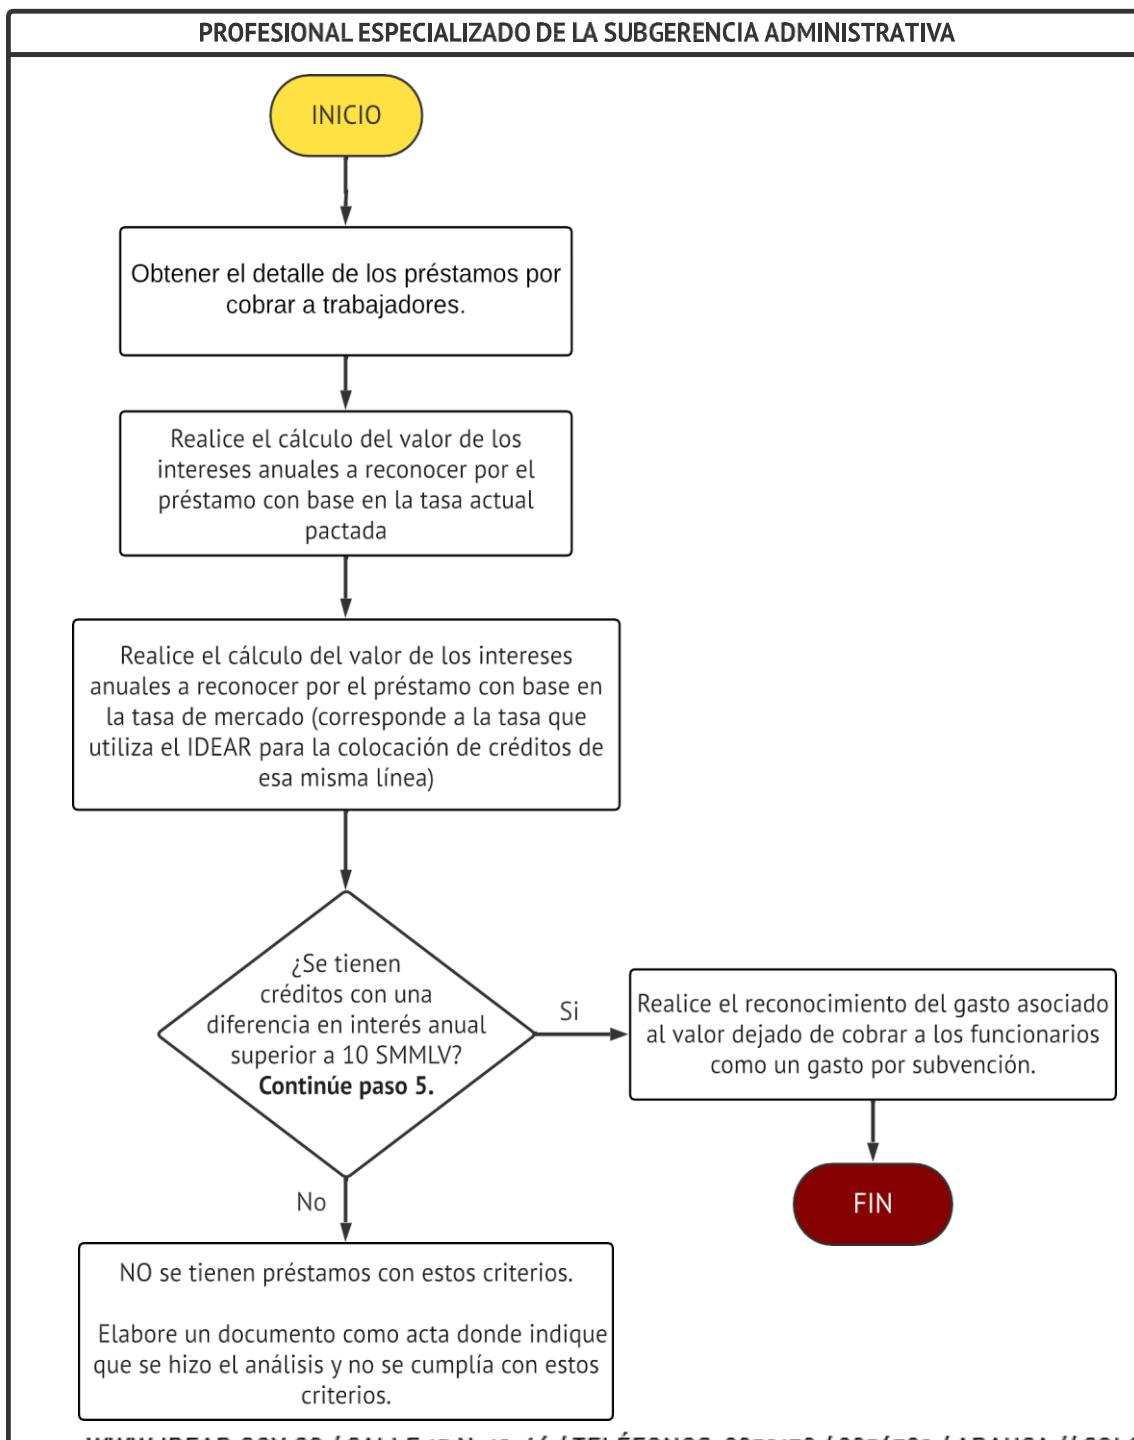 PROFESIONAL ESPECIALIZADO DE LA SUBGERENCIA ADMINISTRATIVA
INICIO
Obtener el detalle de los préstamos por
cobrar a trabajadores.
Realice el cálculo del valor de los
intereses anuales a reconocer por el
préstamo con base en la tasa actual
pactada
Realice el cálculo del valor de los intereses
anuales a reconocer por el préstamo con base en
la tasa de mercado (corresponde a la tasa que
utiliza el IDEAR para la colocación de créditos de
esa misma línea)
¿Se tienen
créditos con una
diferencia en interés anual
superior a 10 SMMLV?
Continúe paso 5.
Si
Realice el reconocimiento del gasto asociado
al valor dejado de cobrar a los funcionarios
como un gasto por subvención.
FIN
No
NO se tienen préstamos con estos criterios.
Elabore un documento como acta donde indique
que se hizo el análisis y no se cumplía con estos
criterios.
WWW.IDEAR.GOV.CO / CALLE / TELÉFONOS